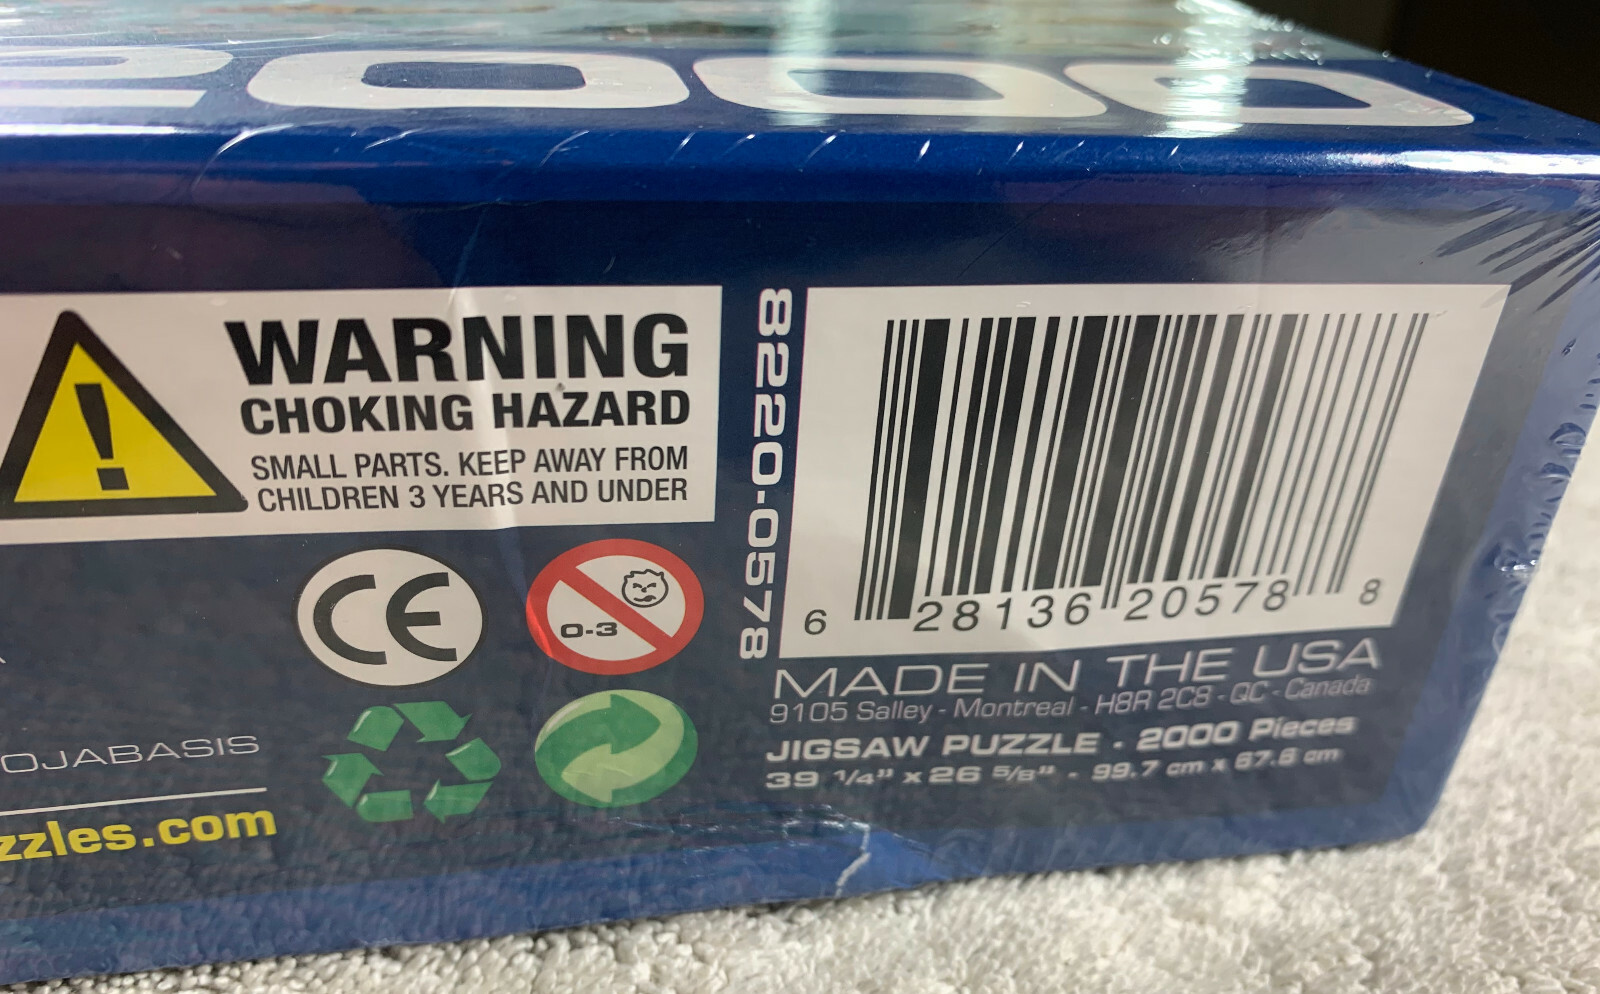 2000
WARNING
CHOKING HAZARD
SMALL PARTS. KEEP AWAY FROM
CHILDREN 3 YEARS AND UNDER
CE
0-3
OJABASIS
zzles.com
8220-0578
6 28136 20578 8
MADE IN THE USA
9105 Salley - Montreal - H8R 2C8 - QC - Canada
JIGSAW PUZZLE - 2000 Pieces
39 1/4" x 26 5/8" - 99.7 cm x 67.6 cm